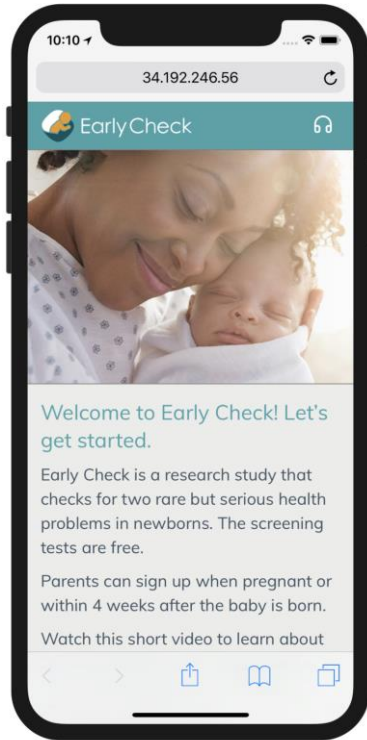 10:10
34.192.246.56
EarlyCheck
Welcome to Early Check! Let's
get started.
Early Check is a research study that
checks for two rare but serious health
problems in newborns. The screening
tests are free.
Parents can sign up when pregnant or
within 4 weeks after the baby is born.
Watch this short video to learn about